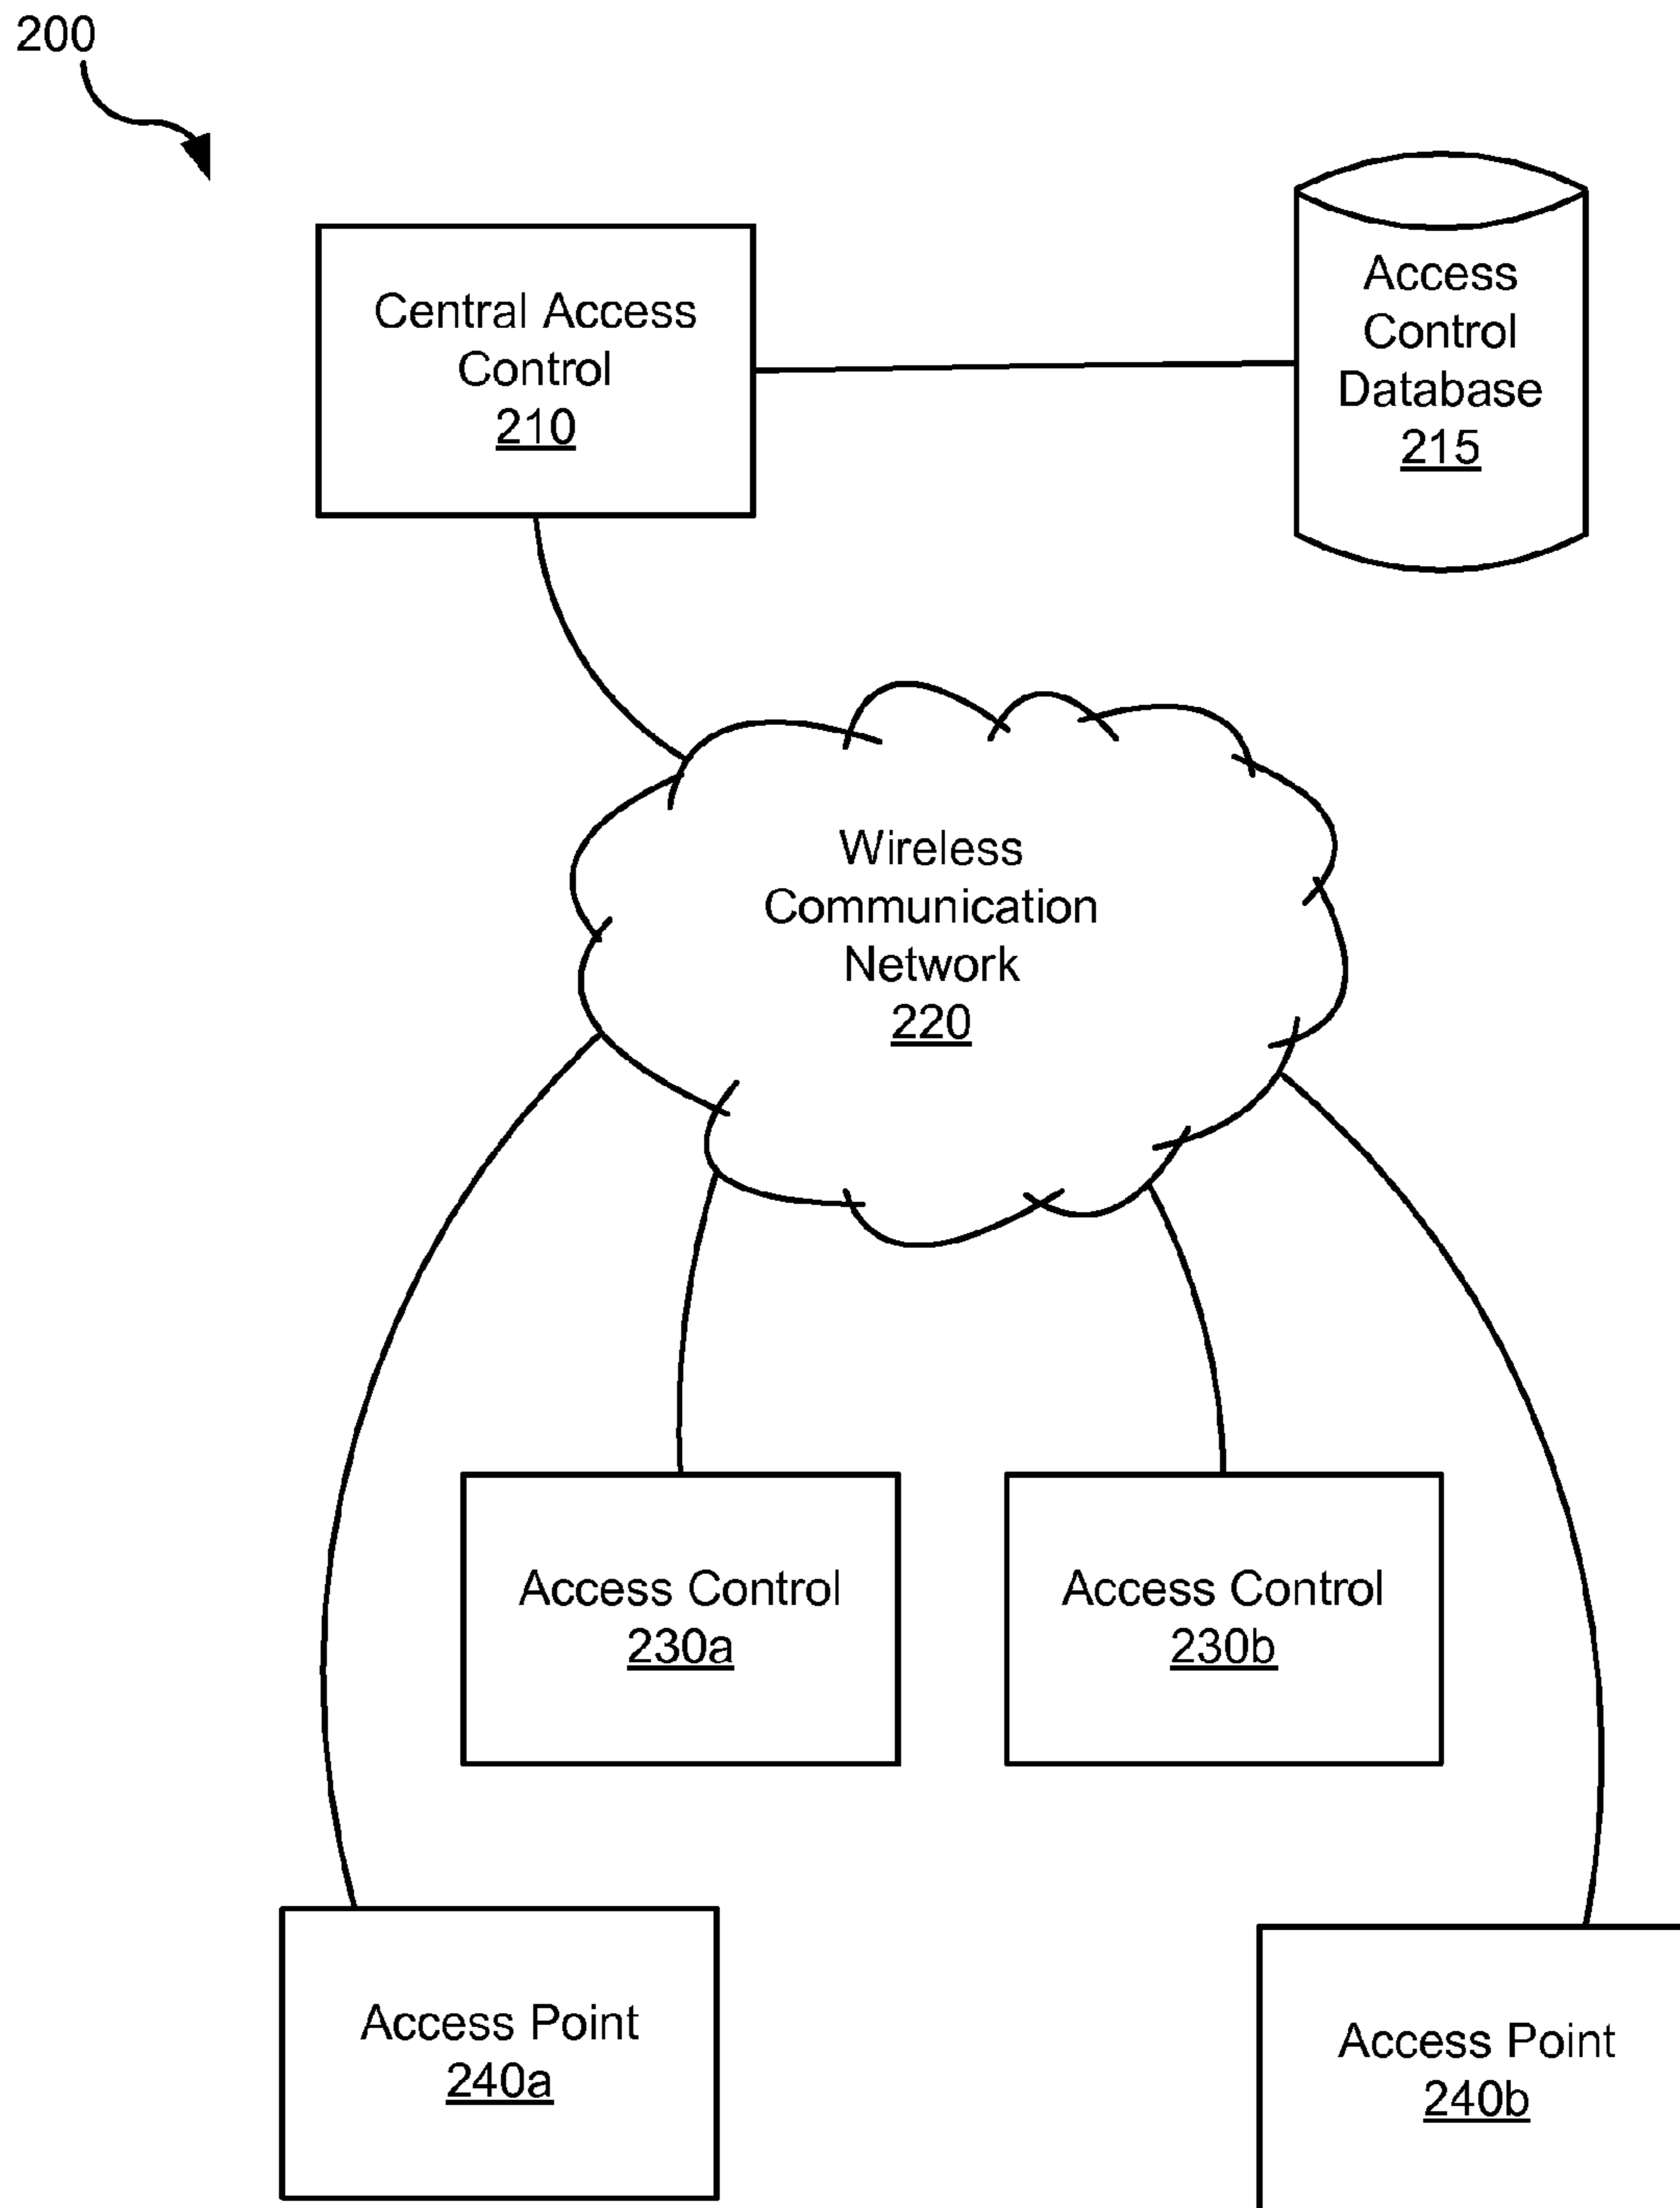 200
Central Access
Control
210
Access
Control
Database
215
Wireless
Communication
Network
220
Access Control
230a
Access Control
230b
Access Point
240a
Access Point
240b